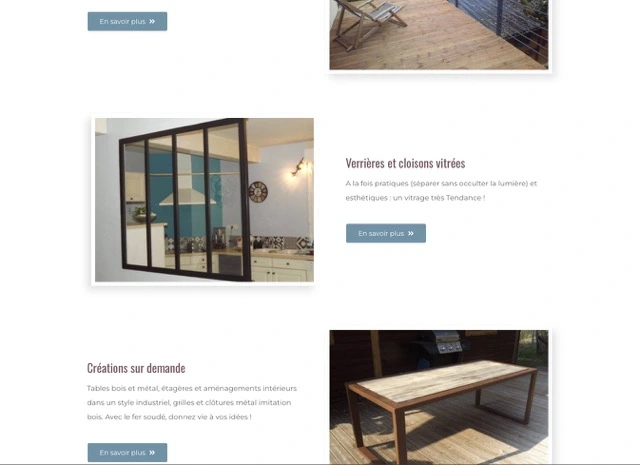 En savoir plus »
Verrières et cloisons vitrées
A la fois pratiques (séparer sans occulter la lumière) et
esthétiques : un vitrage très Tendance !
En savoir plus »
Créations sur demande
Tables bois et métal, étagères et aménagements intérieurs
dans un style industriel, grilles et clôtures métal imitation
bois. Avec le fer soudé, donnez vie à vos idées !
En savoir plus »